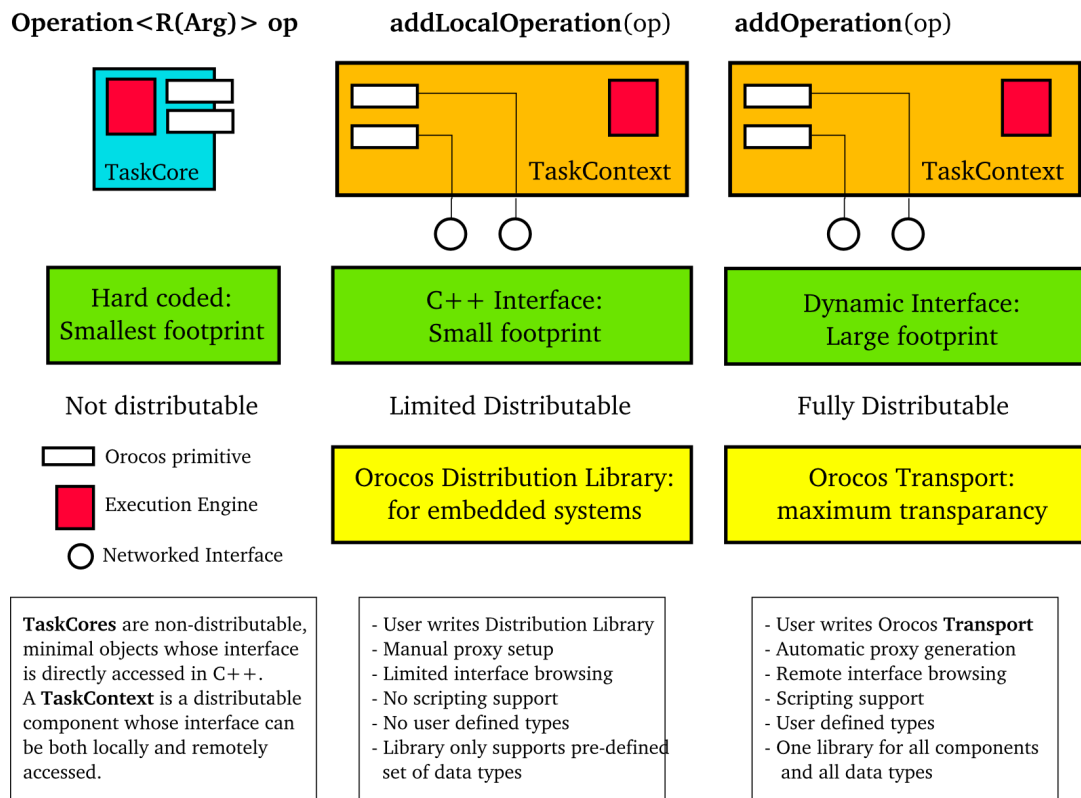 Operation<R(Arg)> op
addLocalOperation(op)
addOperation(op)
TaskCore
TaskContext
TaskContext
Hard coded:
Smallest footprint
C++ Interface:
Small footprint
Dynamic Interface:
Large footprint
Not distributable
Limited Distributable
Fully Distributable
Orocos primitive
Execution Engine
Networked Interface
Orocos Distribution Library:
for embedded systems
Orocos Transport:
maximum transparancy
TaskCores are non-distributable,
minimal objects whose interface
is directly accessed in C++.
A TaskContext is a distributable
component whose interface can
be both locally and remotely
accessed.
- User writes Distribution Library
- Manual proxy setup
- Limited interface browsing
- No scripting support
- No user defined types
- Library only supports pre-defined
set of data types
- User writes Orocos Transport
- Automatic proxy generation
- Remote interface browsing
- Scripting support
- User defined types
- One library for all components
and all data types